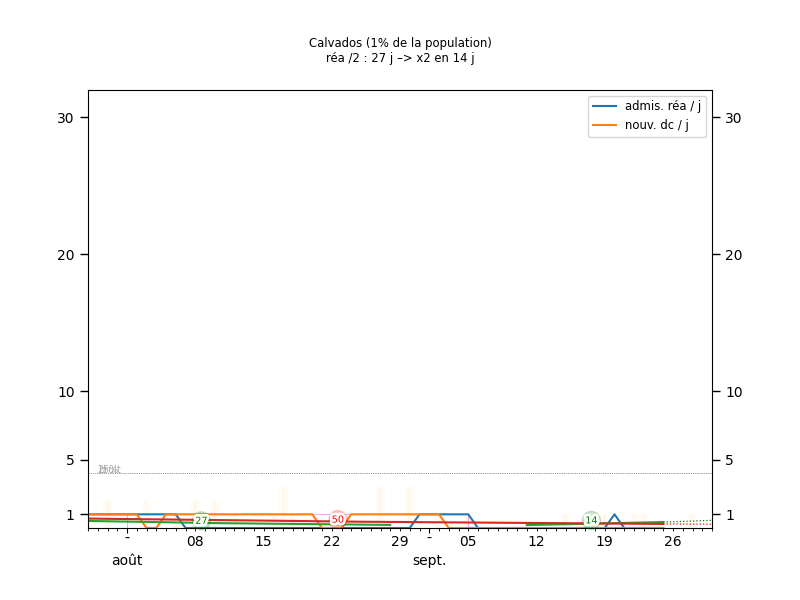 Calvados (1% de la population)
réa /2 : 27 j –> x2 en 14 j
admis. réa / j
nouv. dc / j
30 30
20 20
10 10
5 5
1 1
27 50 14
- 08 15 22 29 - 05 12 19 26
août sept.